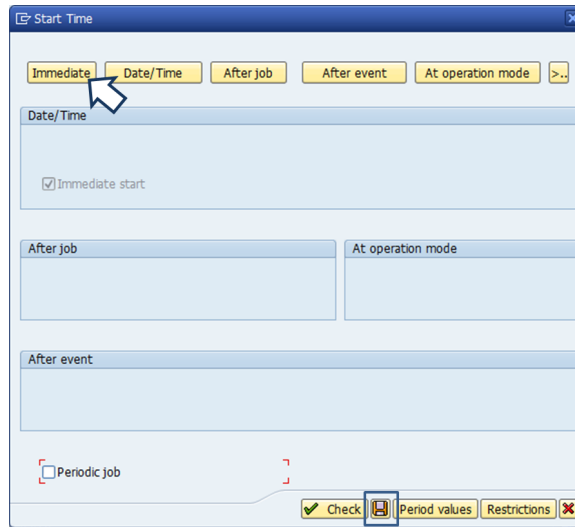 Start Time
Immediate Date/Time After job After event At operation mode >..
Date/Time
Immediate start
After job At operation mode
After event
Periodic job
Check Period values Restrictions